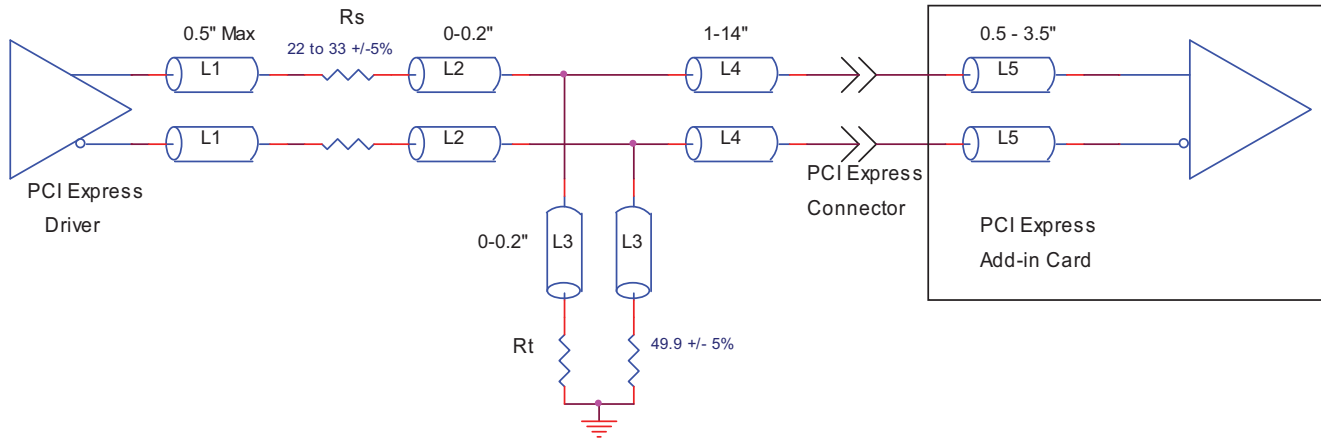 Rs
0.5" Max
22 to 33 +/-5%
0-0.2"
1-14"
0.5 - 3.5"
L1
L2
L4
L5
L1
L2
L4
L5
PCI Express
Driver
PCI Express
Connector
PCI Express
Add-in Card
0-0.2"
L3
L3
Rt
49.9 +/- 5%